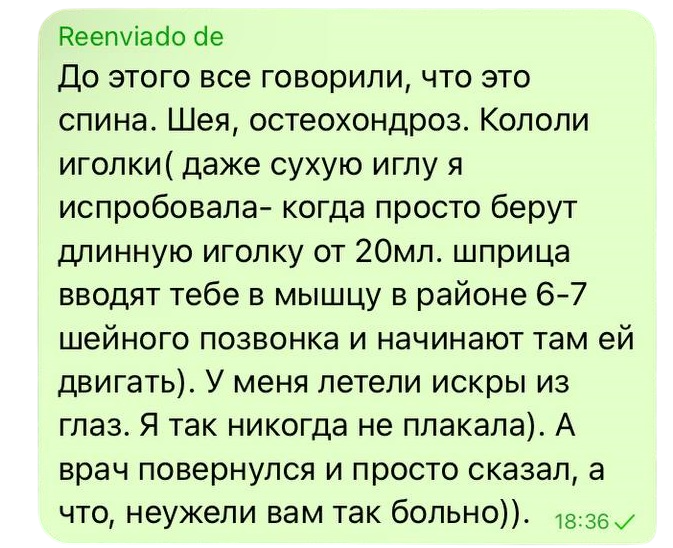 Reenviado de
До этого все говорили, что это
спина. Шея, остеохондроз. Кололи
иголки( даже сухую иглу я
испробовала- когда просто берут
длинную иголку от 20мл. шприца
вводят тебе в мышцу в районе 6-7
шейного позвонка и начинают там ей
двигать). У меня летели искры из
глаз. Я так никогда не плакала). А
врач повернулся и просто сказал, а
что, неужели вам так больно)).
18:36